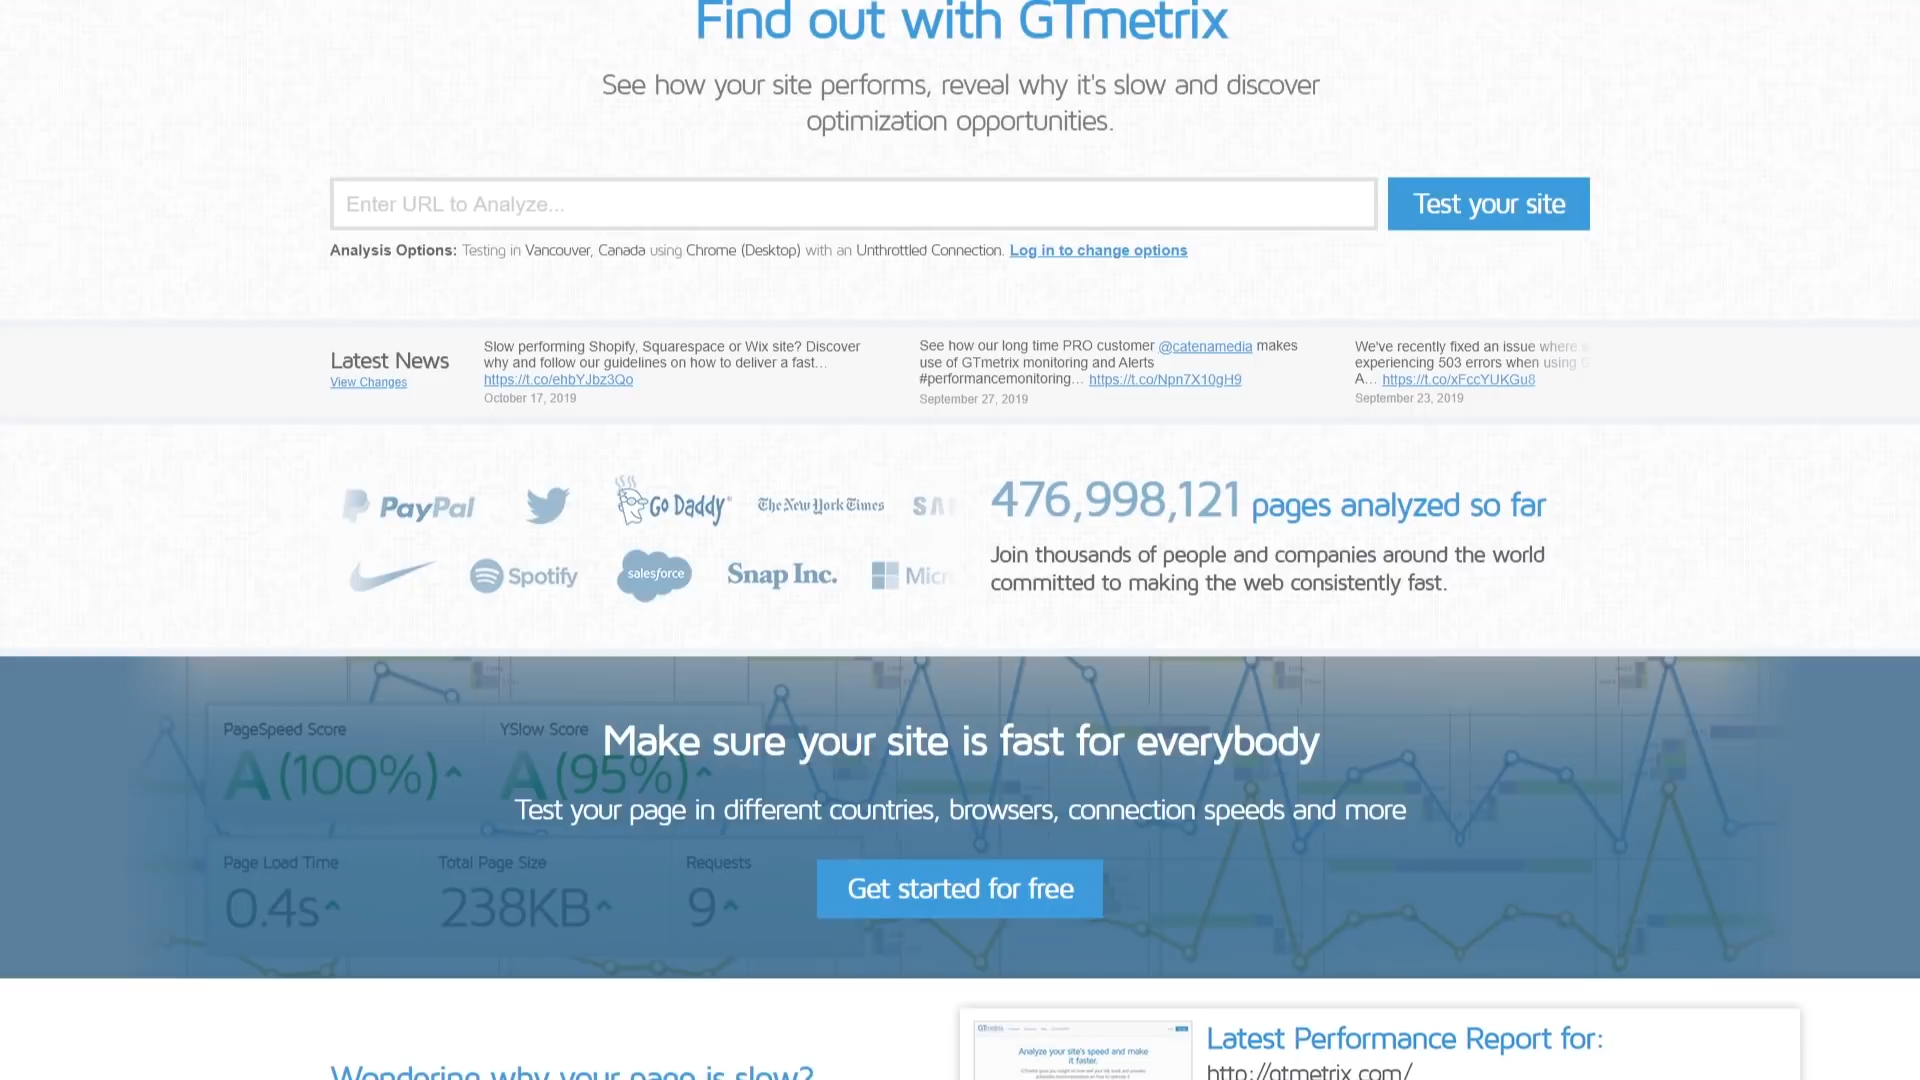 Find out with GTmetrix
See how your site performs, reveal why it's slow and discover
optimization opportunities.
Enter URL to Analyze...
Test your site
Analysis Options: Testing in Vancouver, Canada using Chrome (Desktop) with an Unthrottled Connection. Log in to change options
Latest News
View Changes
Slow performing Shopify, Squarespace or Wix site? Discover
why and follow our guidelines on how to deliver a fast...
https://t.co/ehbYJbz3Qo
October 17, 2019
See how our long time PRO customer @catenamedia makes
use of GTmetrix monitoring and Alerts
#performancemonitoring... https://t.co/Npn7X10gH9
September 27, 2019
We've recently fixed an issue where
experiencing 503 errors when using
A... https://t.co/xFccYUKGu8
September 23, 2019
PayPal
Go Daddy
The New York Times
Spotify
salesforce
Snap Inc.
476,998,121 pages analyzed so far
Join thousands of people and companies around the world
committed to making the web consistently fast.
PageSpeed Score
YSlow Score
A (100%)
A (95%)
Make sure your site is fast for everybody
Test your page in different countries, browsers, connection speeds and more
Page Load Time
Total Page Size
Requests
0.4s
238KB
9
Get started for free
Wondering why your page is slow?
GTmetrix
Analyze your site's speed and make
it faster.
Latest Performance Report for:
http://gtmetrix.com/